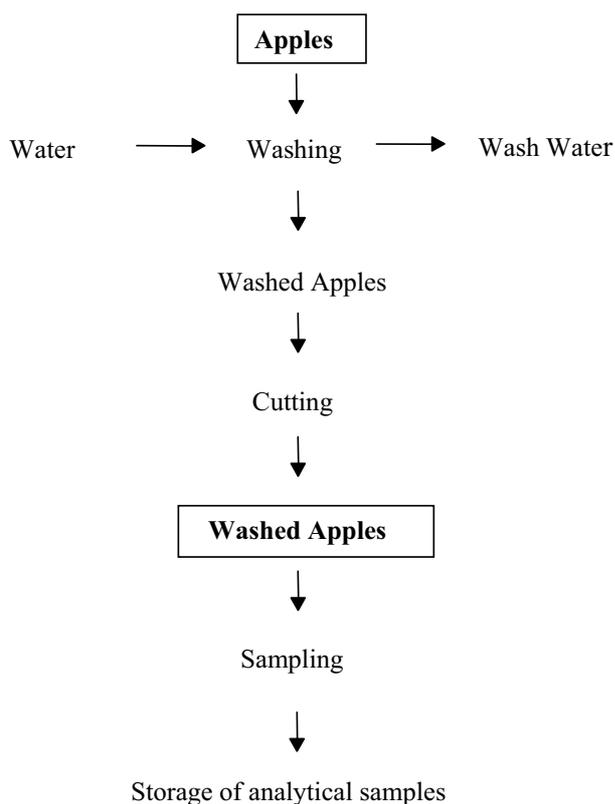 Apples
Water Washing Wash Water
Washed Apples
Cutting
Washed Apples
Sampling
Storage of analytical samples